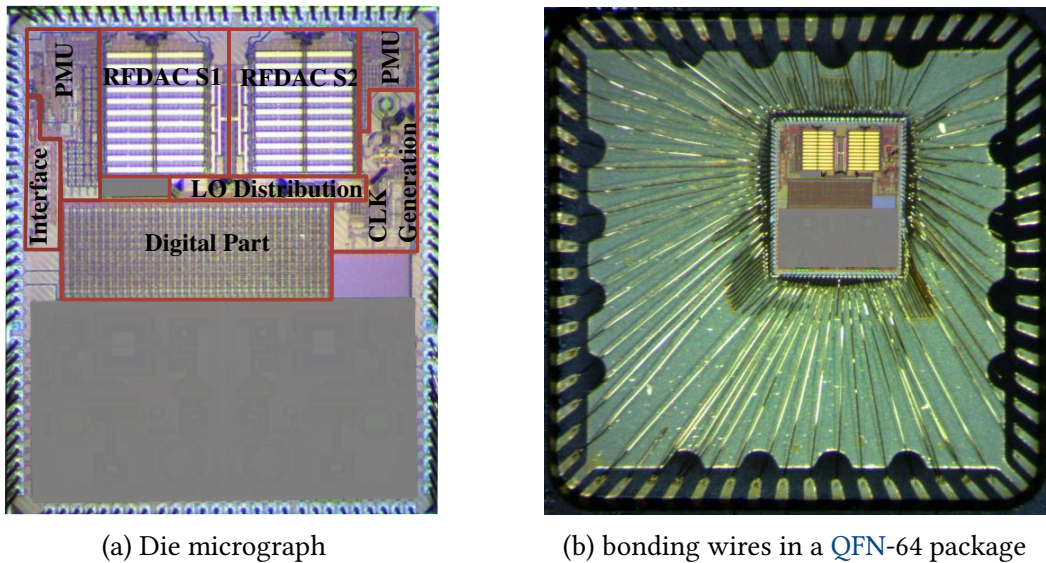 PMU
RFDAC S1
RFDAC S2
PMU
Interface
LO Distribution
CLK
Generation
Digital Part
(a) Die micrograph
(b) bonding wires in a QFN-64 package